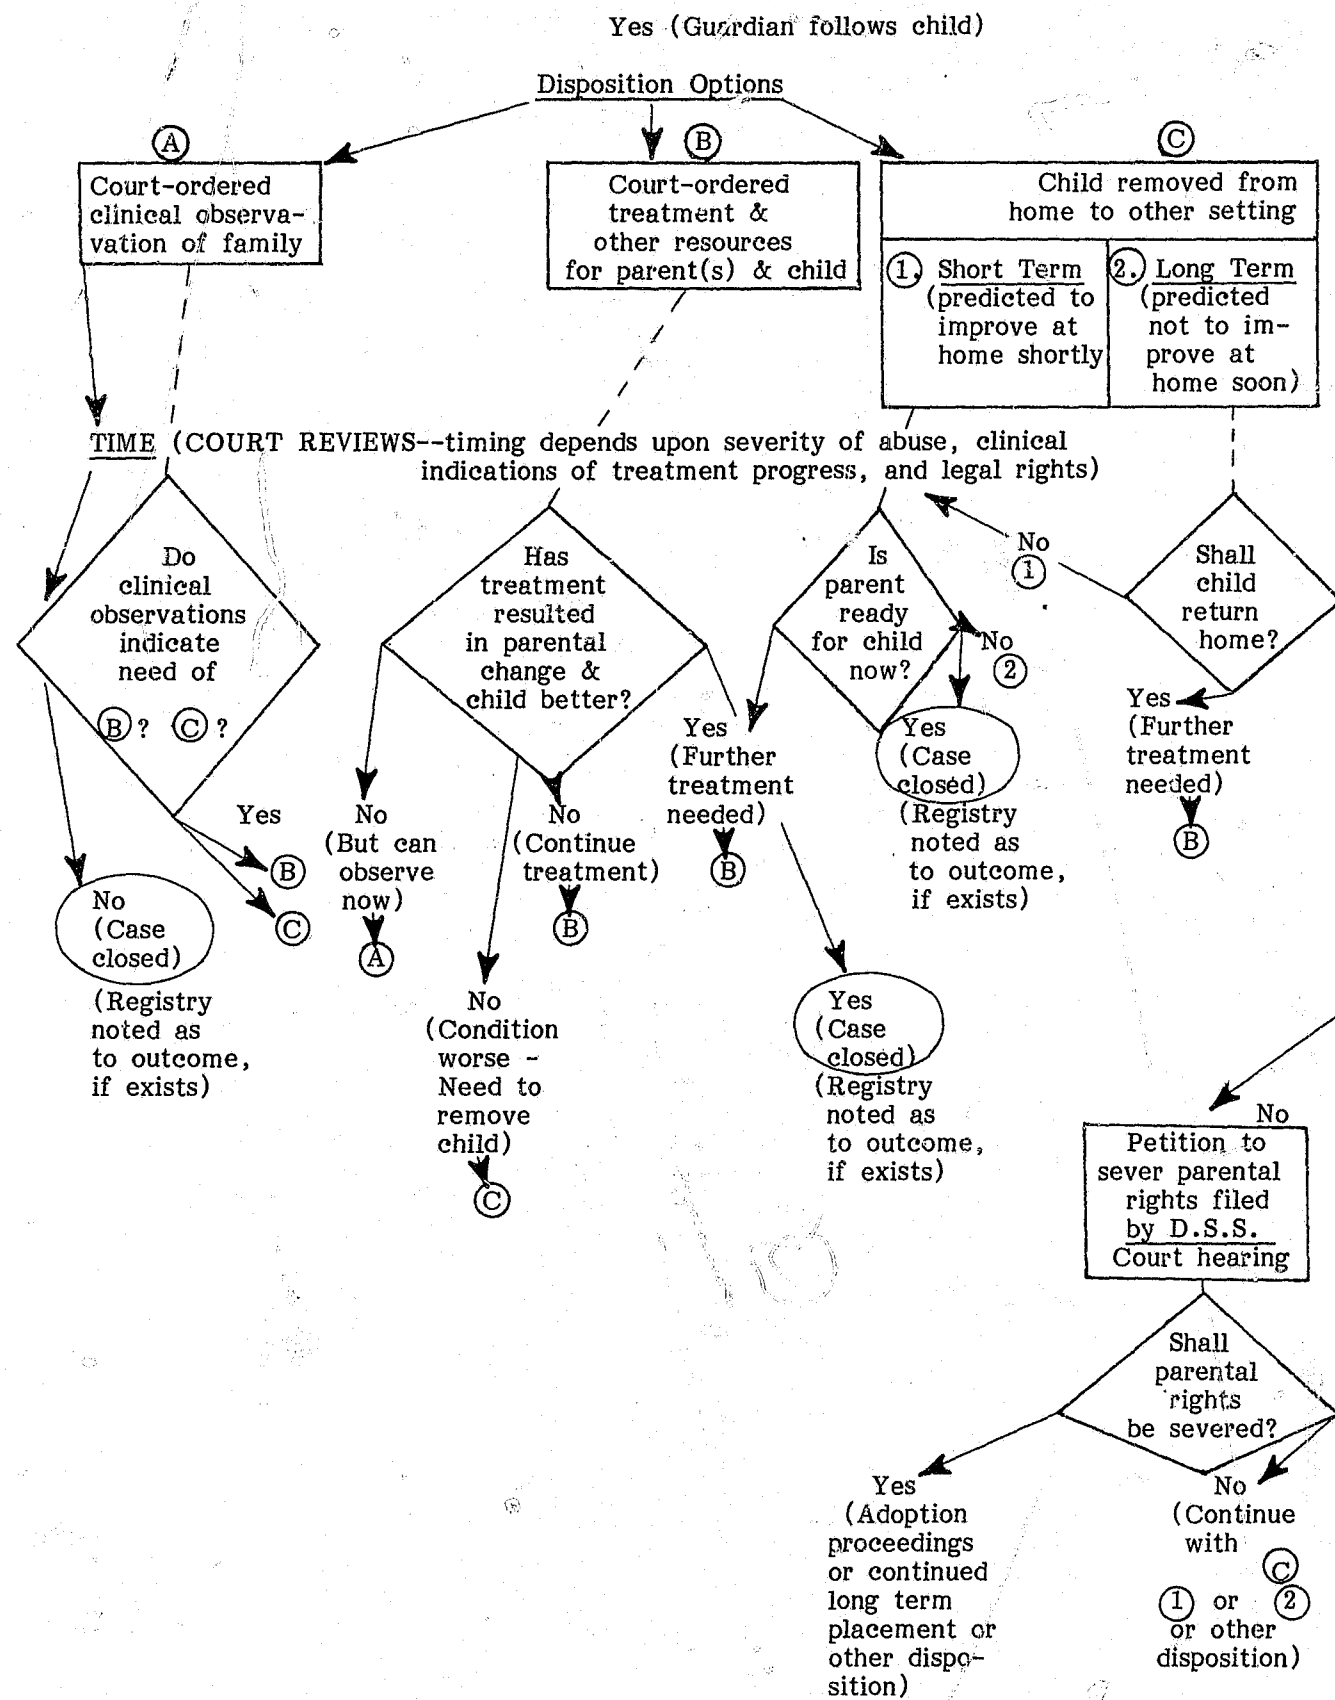 Yes (Guardian follows child)
Disposition Options
A
Court-ordered
clinical observa-
vation of family
B
Court-ordered
treatment &
other resources
for parent(s) & child
C
Child removed from
home to other setting
1. Short Term
(predicted to
improve at
home shortly
2. Long Term
(predicted
not to im-
prove at
home soon)
TIME (COURT REVIEWS--timing depends upon severity of abuse, clinical
indications of treatment progress, and legal rights)
Do
clinical
observations
indicate
need of
B ? C ?
Yes
B
C
No
(Case
closed)
(Registry
noted as
to outcome,
if exists)
Has
treatment
resulted
in parental
change &
child better?
No
(But can
observe
now)
A
No
(Condition
worse -
Need to
remove
child)
C
No
(Continue
treatment)
B
Yes
(Further
treatment
needed)
B
Yes
(Case
closed)
(Registry
noted as
to outcome,
if exists)
Is
parent
ready
for child
now?
No
2
Yes
(Case
closed)
(Registry
noted as
to outcome,
if exists)
No
1
Shall
child
return
home?
Yes
(Further
treatment
needed)
B
No
Petition to
sever parental
rights filed
by D.S.S.
Court hearing
Shall
parental
rights
be severed?
Yes
(Adoption
proceedings
or continued
long term
placement or
other dispo-
sition)
No
(Continue
with
C
1 or 2
or other
disposition)